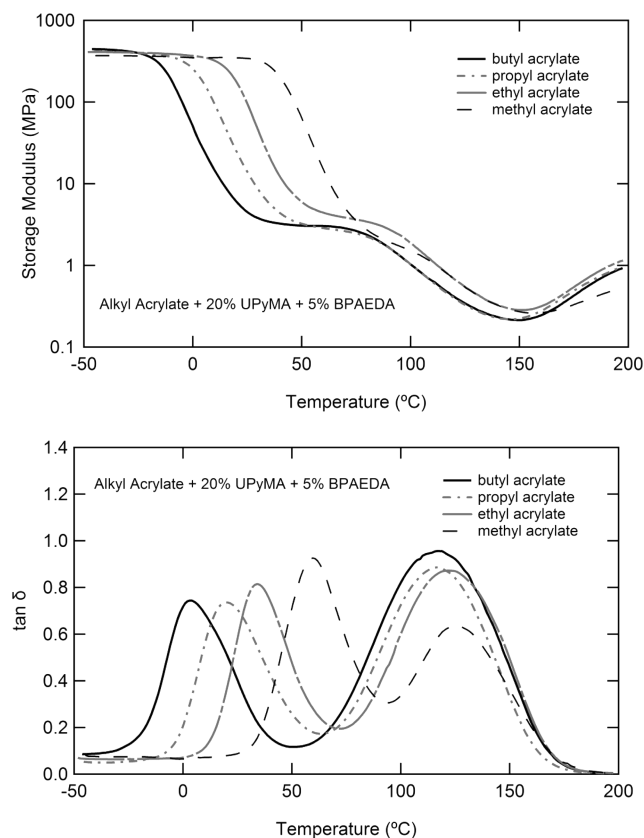 1000
100
10
1
0.1
Storage Modulus (MPa)
butyl acrylate
propyl acrylate
ethyl acrylate
methyl acrylate
Alkyl Acrylate + 20% UPyMA + 5% BPAEDA
-50
0
50
100
150
200
Temperature (ºC)
1.4
1.2
1.0
0.8
0.6
0.4
0.2
0.0
tan δ
Alkyl Acrylate + 20% UPyMA + 5% BPAEDA
butyl acrylate
propyl acrylate
ethyl acrylate
methyl acrylate
-50
0
50
100
150
200
Temperature (ºC)